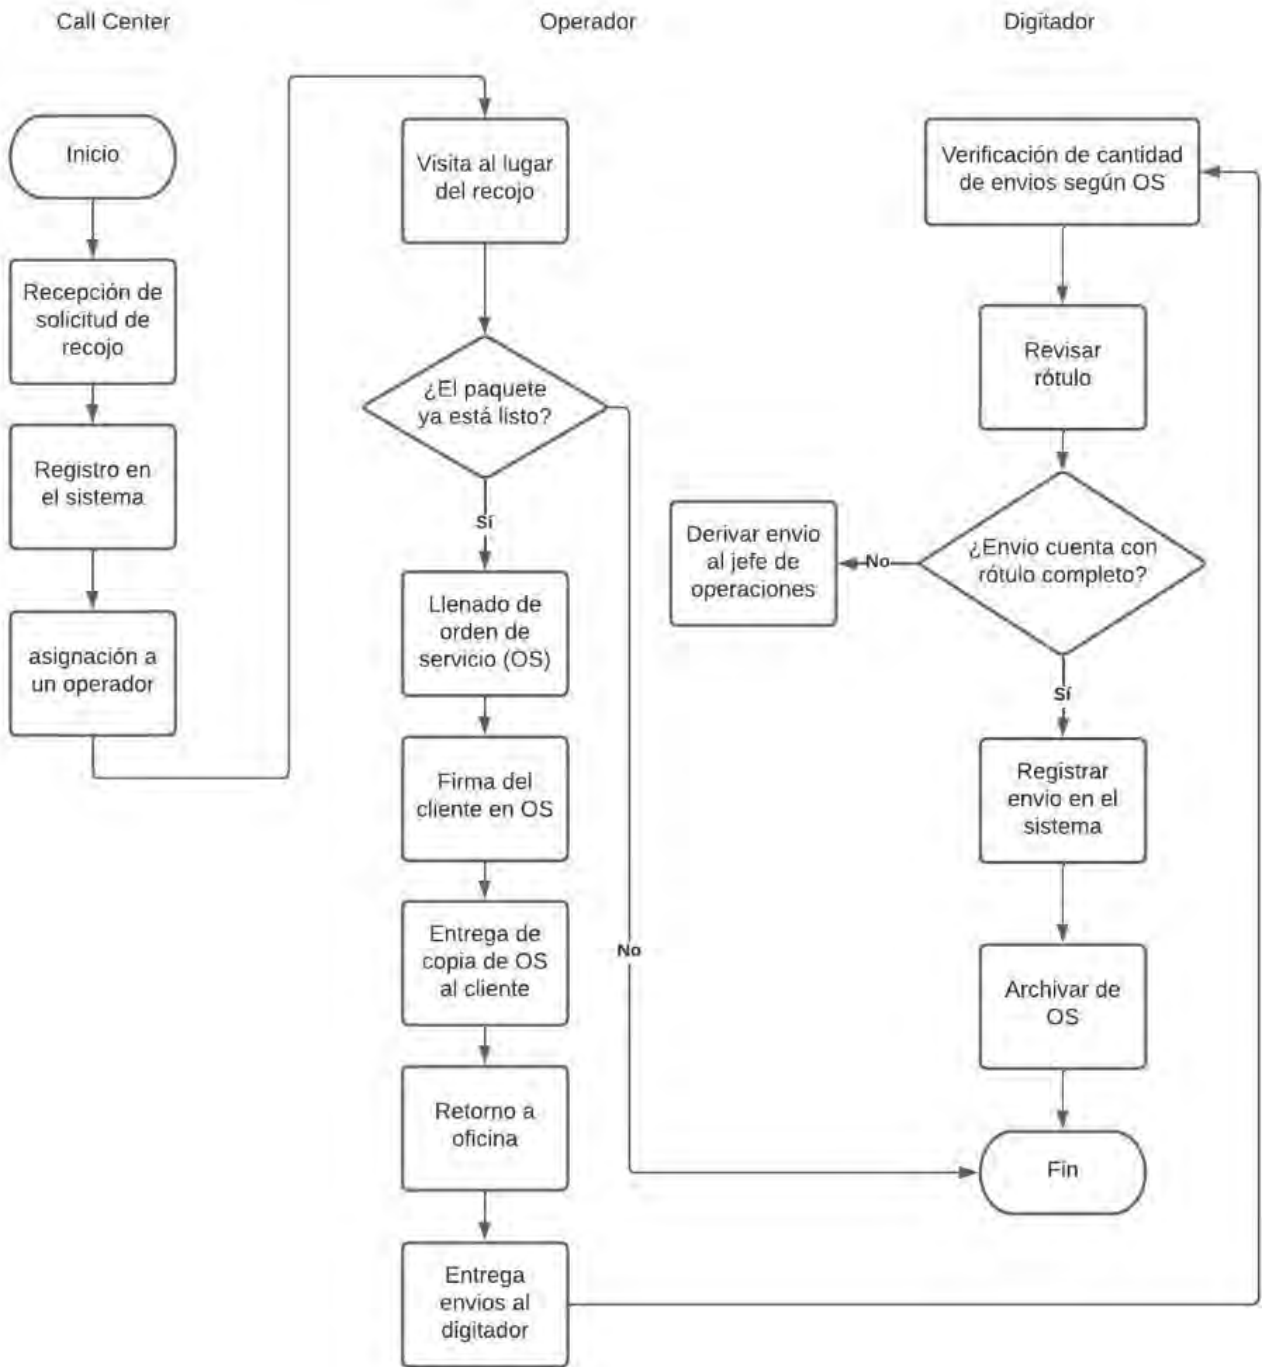 Call Center
Operador
Digitador
Inicio
Recepción de
solicitud de
recojo
Registro en
el sistema
asignación a
un operador
Visita al lugar
del recojo
¿El paquete
ya está listo?
Sí
No
Llenado de
orden de
servicio (OS)
Firma del
cliente en OS
Entrega de
copia de OS
al cliente
Retorno a
oficina
Entrega
envios al
digitador
Verificación de cantidad
de envios según OS
Revisar
rótulo
¿Envio cuenta con
rótulo completo?
No
Derivar envio
al jefe de
operaciones
Sí
Registrar
envio en el
sistema
Archivar de
OS
Fin